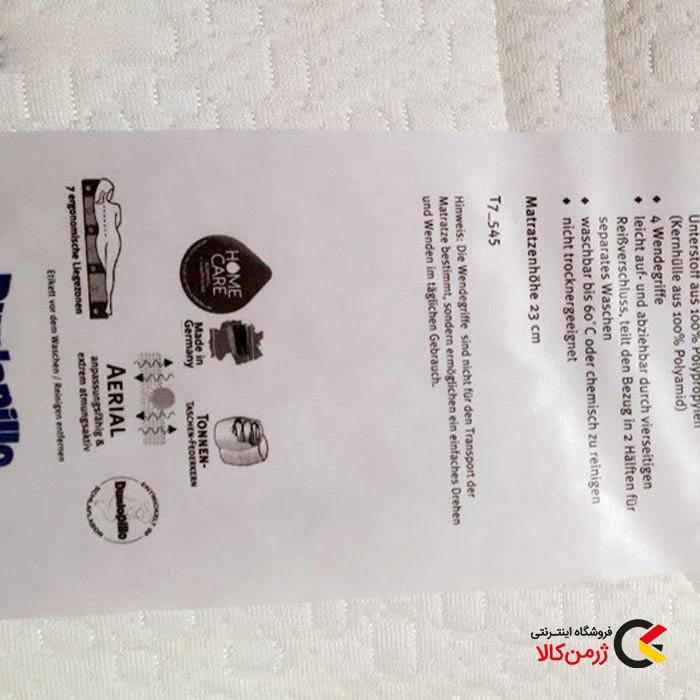 Unterstoff aus 100% Polypropylen
(Kernhülle aus 100% Polyamid)
♦ 4 Wendegriffe
♦ leicht auf- und abziehbar durch vierseitigen
Reißverschluss, teilt den Bezug in 2 Hälften für
separates Waschen
♦ waschbar bis 60°C oder chemisch zu reinigen
♦ nicht trocknergeeignet
Matratzenhöhe 23 cm
T7_545
Hinweis: Die Wendegriffe sind nicht für den Transport der
Matratze bestimmt, sondern ermöglichen ein einfaches Drehen
und Wenden im täglichen Gebrauch.
HOME
CARE
Made in
Germany
TONNEN-
TASCHEN-FEDERKERN
7 ergonomische Liegezonen
AERIAL
anpassungsfähig &
extrem atmungsaktiv
Dunlopillo
Etikett vor dem Waschen / Reinigen entfernen
Dunlopillo
فروشگاه اینترنتی
ژرمن‌کالا